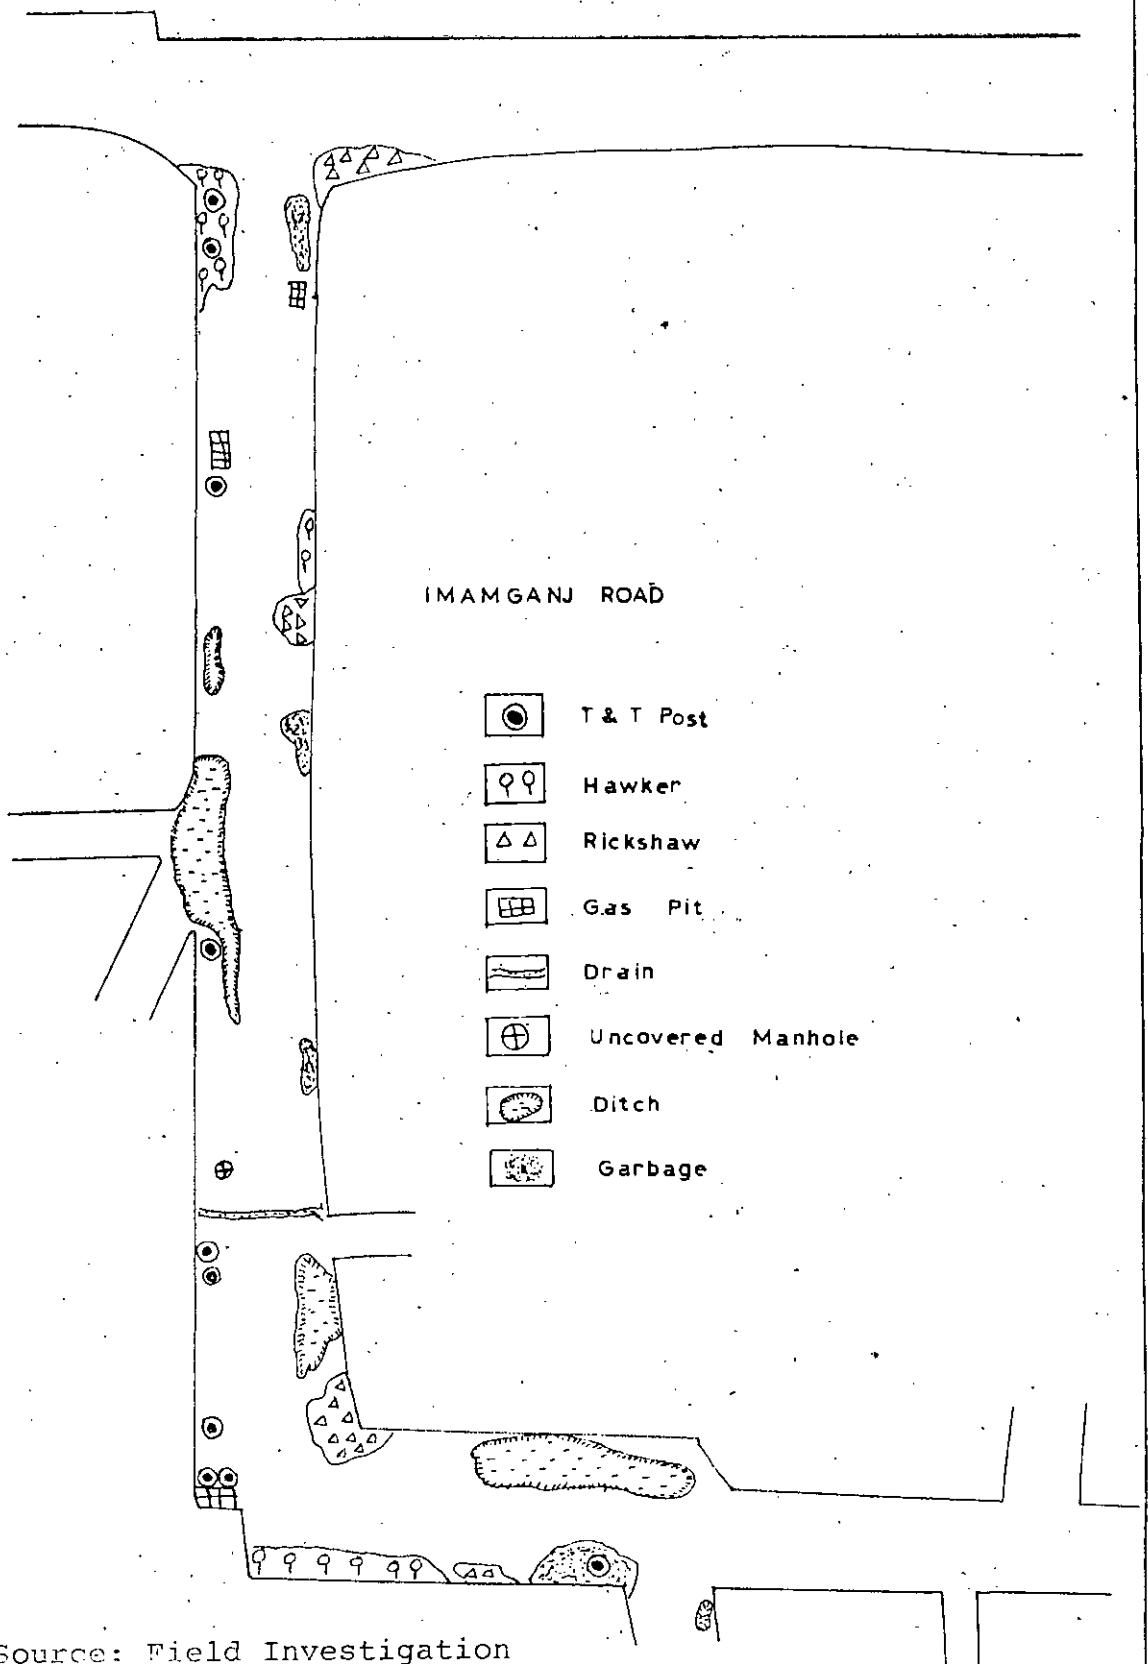 IMAMGANJ ROAD
T & T Post
Hawker
Rickshaw
Gas Pit
Drain
Uncovered Manhole
Ditch
Garbage
Source: Field Investigation